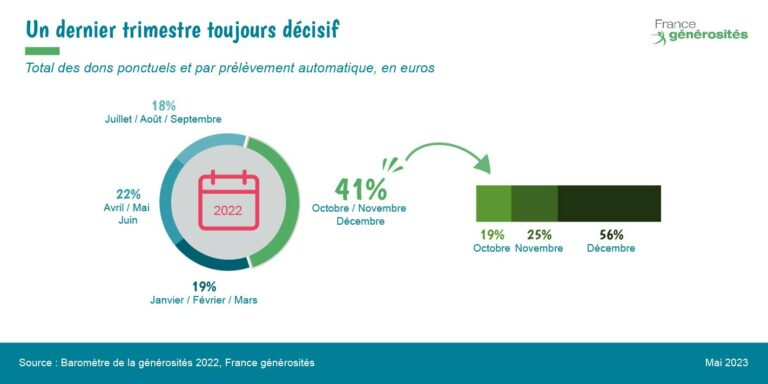 Un dernier trimestre toujours décisif
France
générosités
Total des dons ponctuels et par prélèvement automatique, en euros
18%
Juillet / Août / Septembre
22%
Avril / Mai
Juin
2022
41%
Octobre / Novembre
Décembre
19%
Janvier / Février / Mars
19%
Octobre
25%
Novembre
56%
Décembre
Source : Baromètre de la générosités 2022, France générosités
Mai 2023